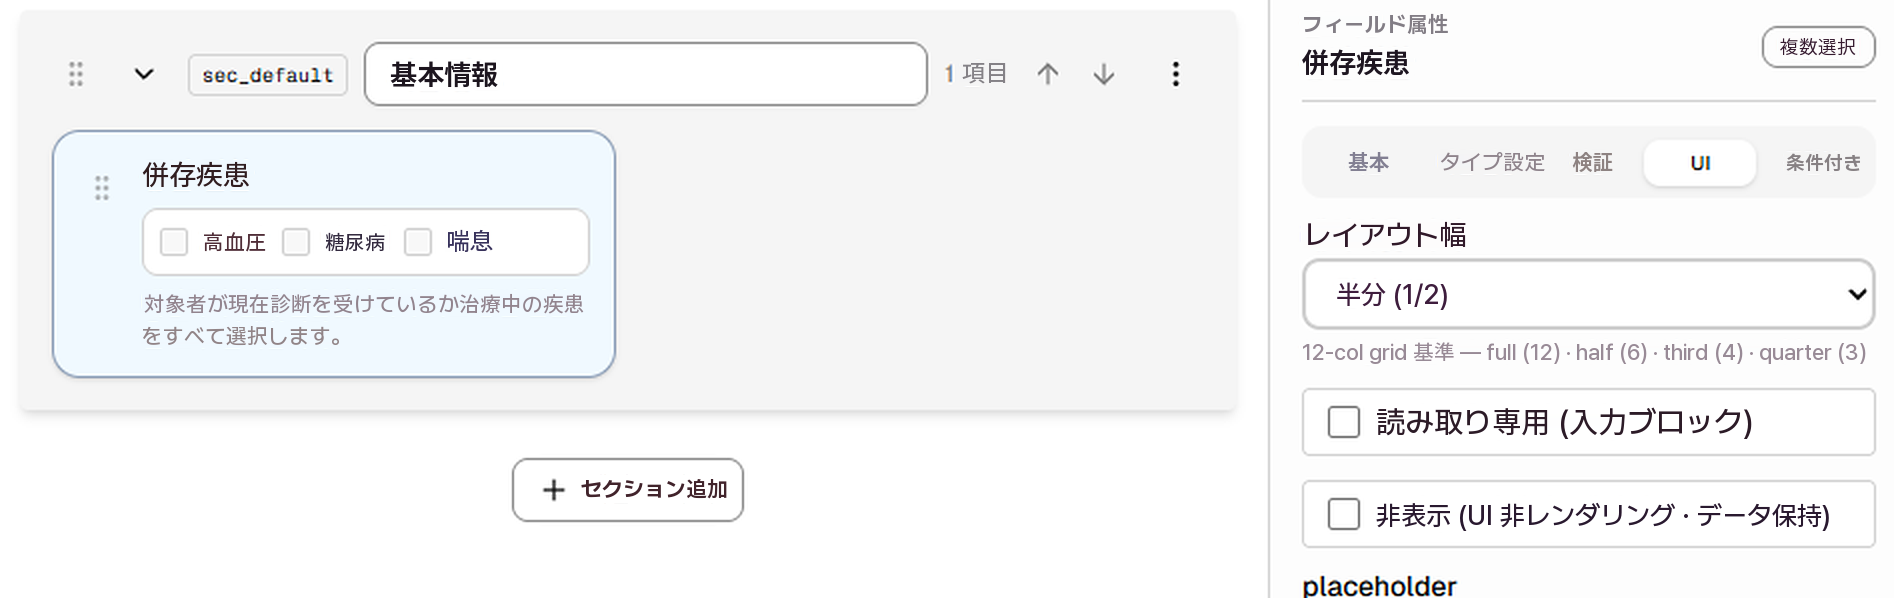 sec_default 基本情報 1 項目
併存疾患
高血圧 糖尿病 喘息
対象者が現在診断を受けているか治療中の疾患
をすべて選択します。
セクション追加
フィールド属性
併存疾患
複数選択
基本 タイプ設定 検証 UI 条件付き
レイアウト幅
半分 (1/2)
12-col grid 基準 — full (12) · half (6) · third (4) · quarter (3)
読み取り専用 (入力ブロック)
非表示 (UI 非レンダリング · データ保持)
placeholder